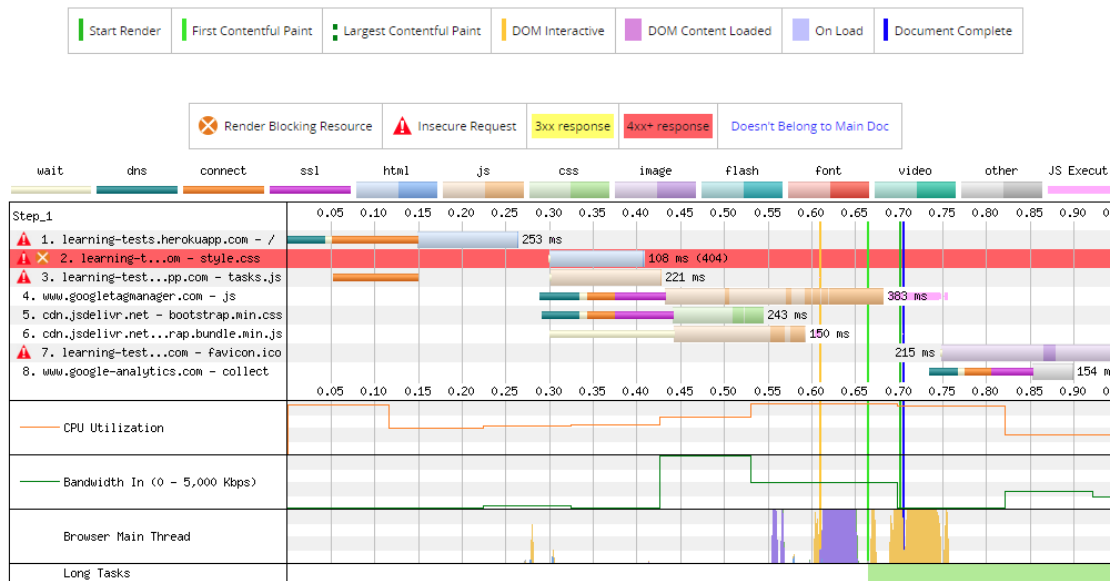 Start Render First Contentful Paint Largest Contentful Paint DOM Interactive DOM Content Loaded On Load Document Complete
Render Blocking Resource Insecure Request 3xx response 4xx+ response Doesn't Belong to Main Doc
wait dns connect ssl html js css image flash font video other JS Execut
Step_1 0.05 0.10 0.15 0.20 0.25 0.30 0.35 0.40 0.45 0.50 0.55 0.60 0.65 0.70 0.75 0.80 0.85 0.90
1. learning-tests.herokuapp.com - / 253 ms
2. learning-t...om - style.css 108 ms (404)
3. learning-test...pp.com - tasks.js 221 ms
4. www.googletagmanager.com - js 383 ms
5. cdn.jsdelivr.net - bootstrap.min.css 243 ms
6. cdn.jsdelivr.net...rap.bundle.min.js 150 ms
7. learning-test...com - favicon.ico 215 ms
8. www.google-analytics.com - collect 154 m
0.05 0.10 0.15 0.20 0.25 0.30 0.35 0.40 0.45 0.50 0.55 0.60 0.65 0.70 0.75 0.80 0.85 0.90
CPU Utilization
Bandwidth In (0 - 5,000 Kbps)
Browser Main Thread
Long Tasks